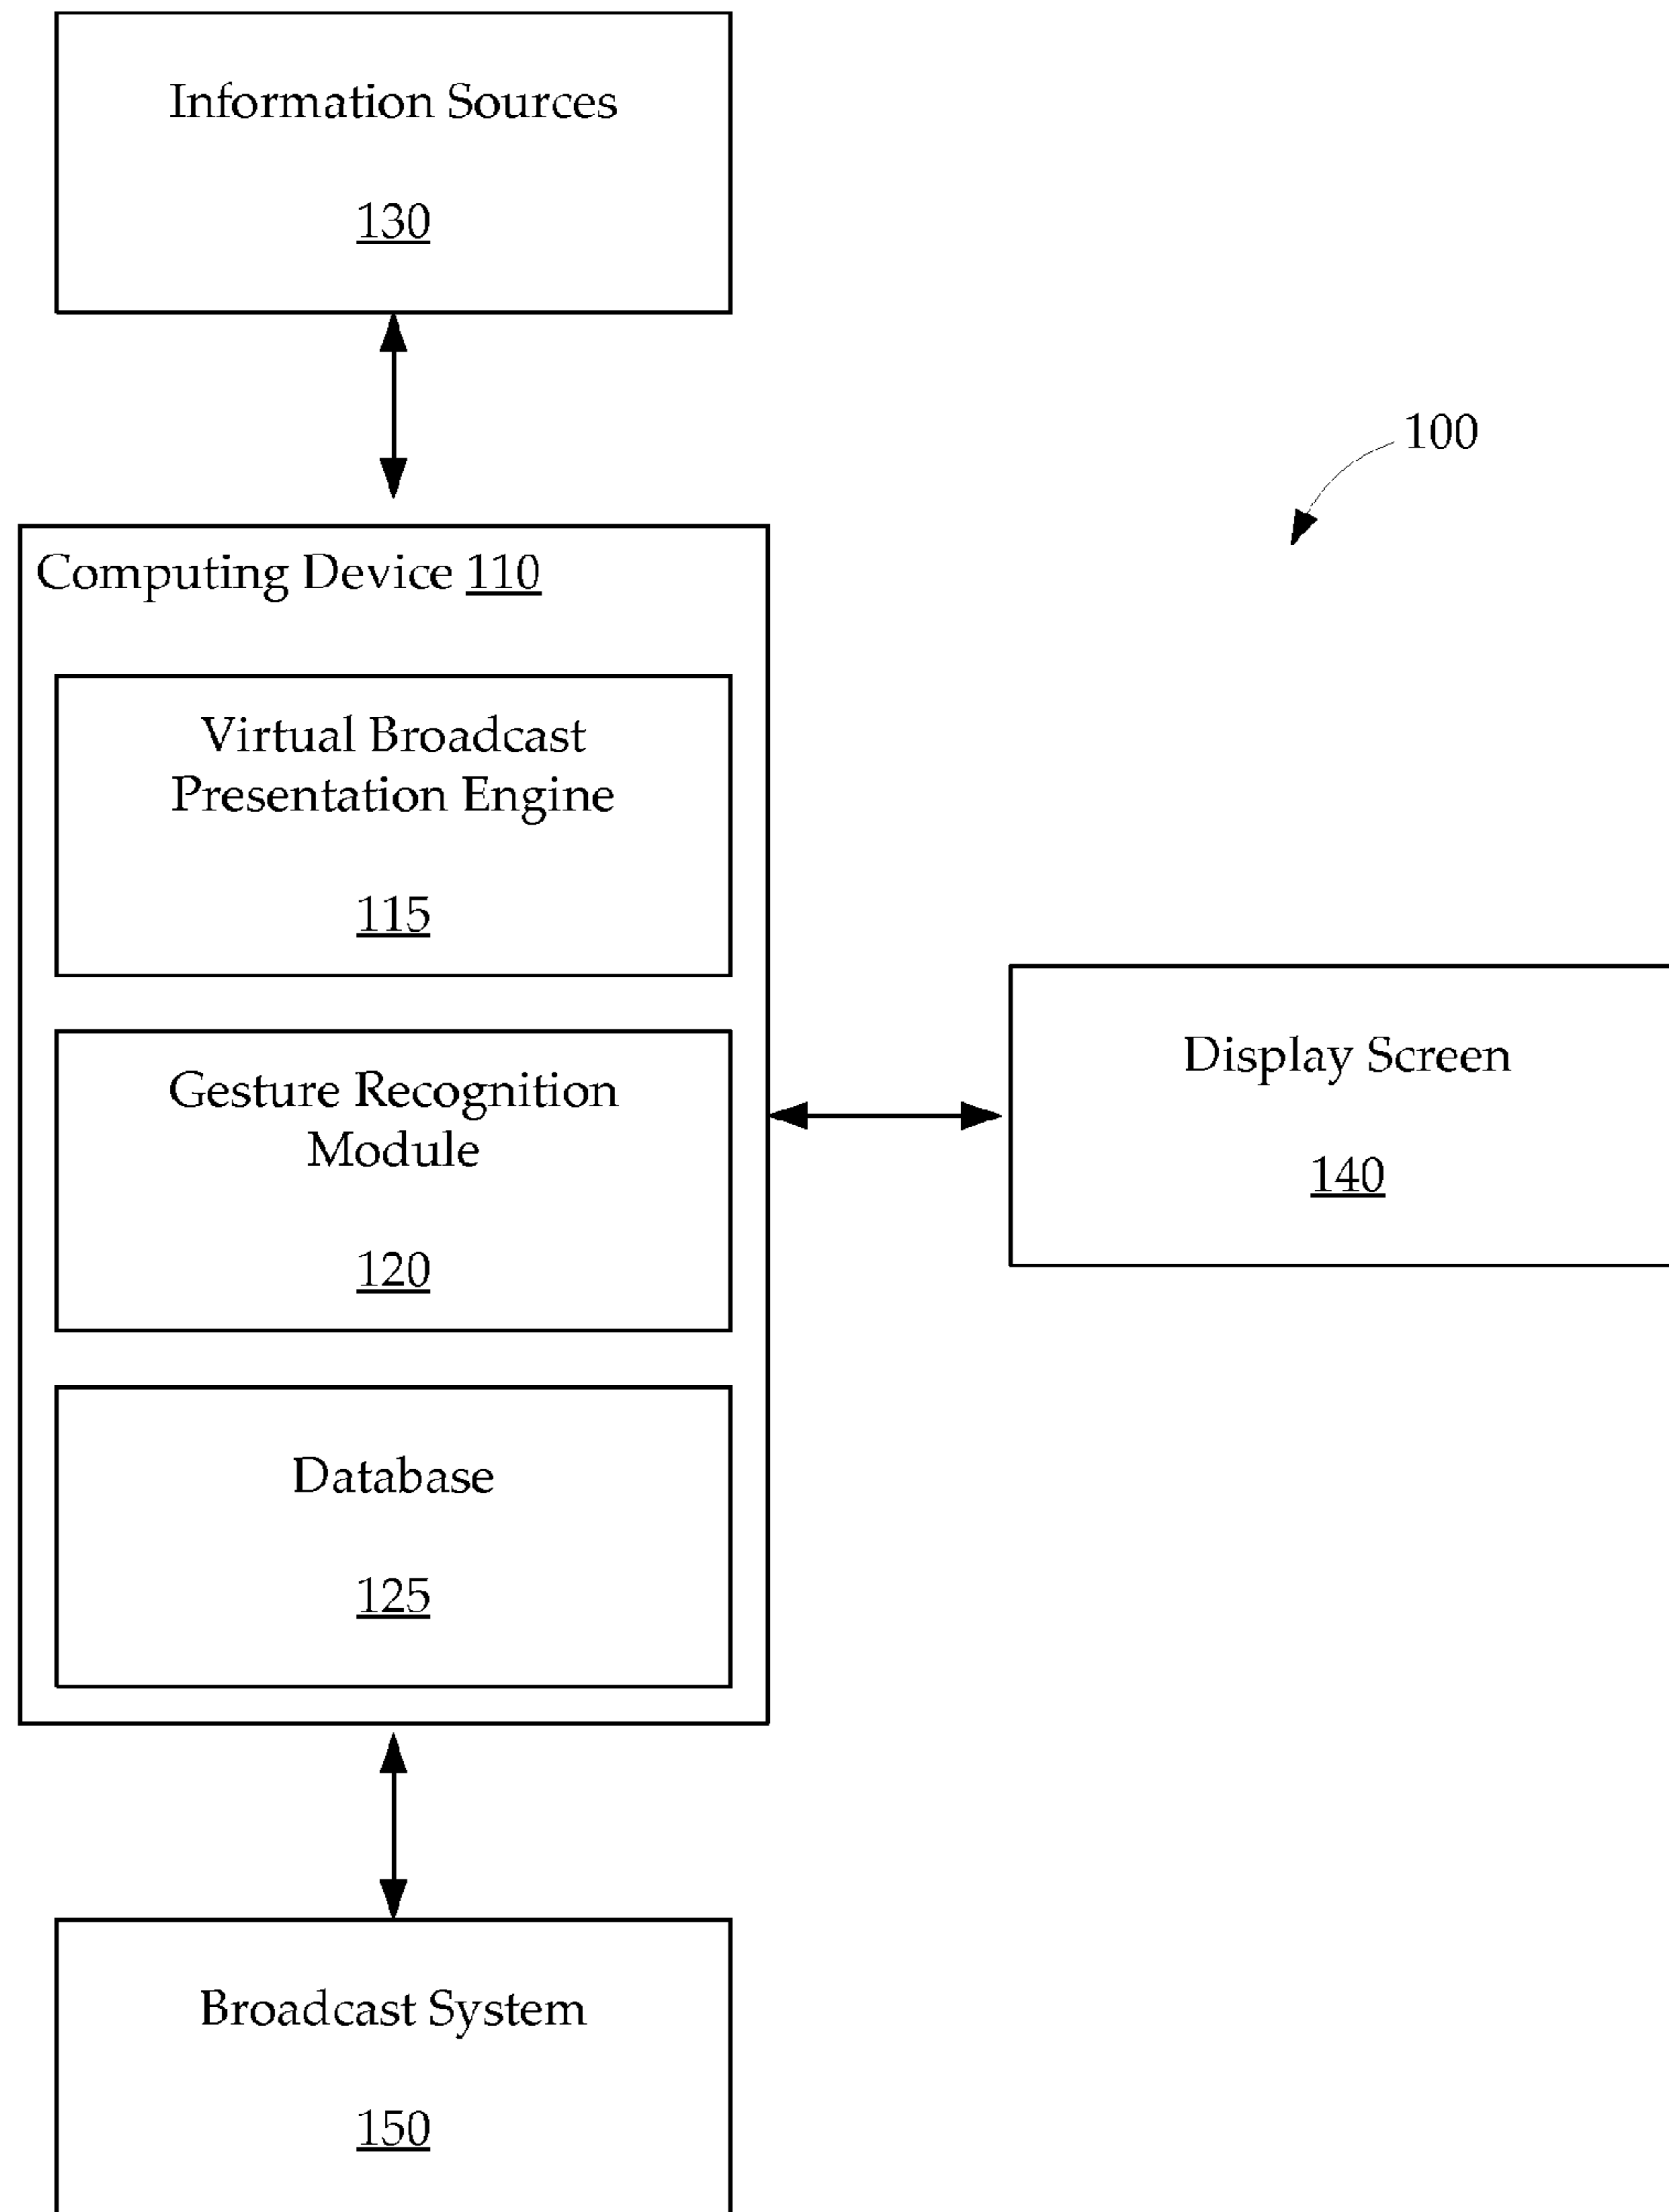 Information Sources
130
100
Computing Device 110
Virtual Broadcast
Presentation Engine
115
Gesture Recognition
Module
120
Display Screen
140
Database
125
Broadcast System
150